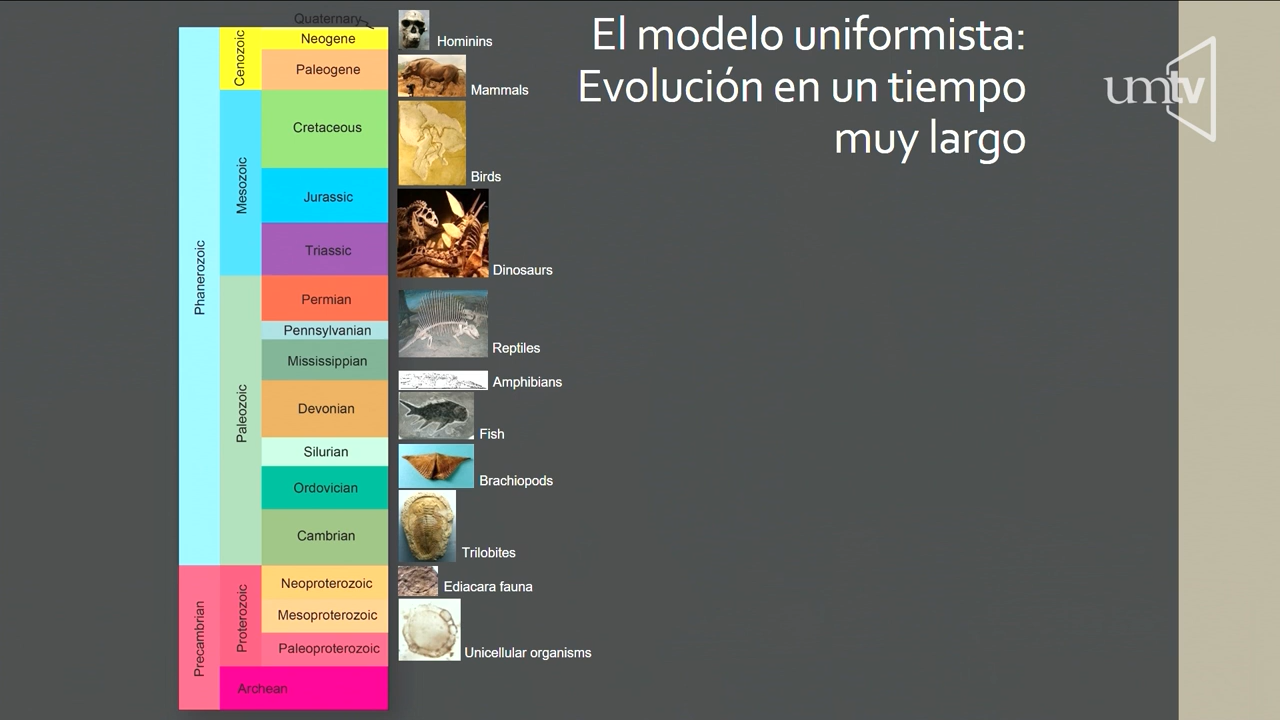 El modelo uniformista:
Evolución en un tiempo
muy largo
umtv
Quaternary
Neogene
Paleogene
Cretaceous
Jurassic
Triassic
Permian
Pennsylvanian
Mississippian
Devonian
Silurian
Ordovician
Cambrian
Neoproterozoic
Mesoproterozoic
Paleoproterozoic
Archean
Cenozoic
Mesozoic
Paleozoic
Proterozoic
Phanerozoic
Precambrian
Hominins
Mammals
Birds
Dinosaurs
Reptiles
Amphibians
Fish
Brachiopods
Trilobites
Ediacara fauna
Unicellular organisms